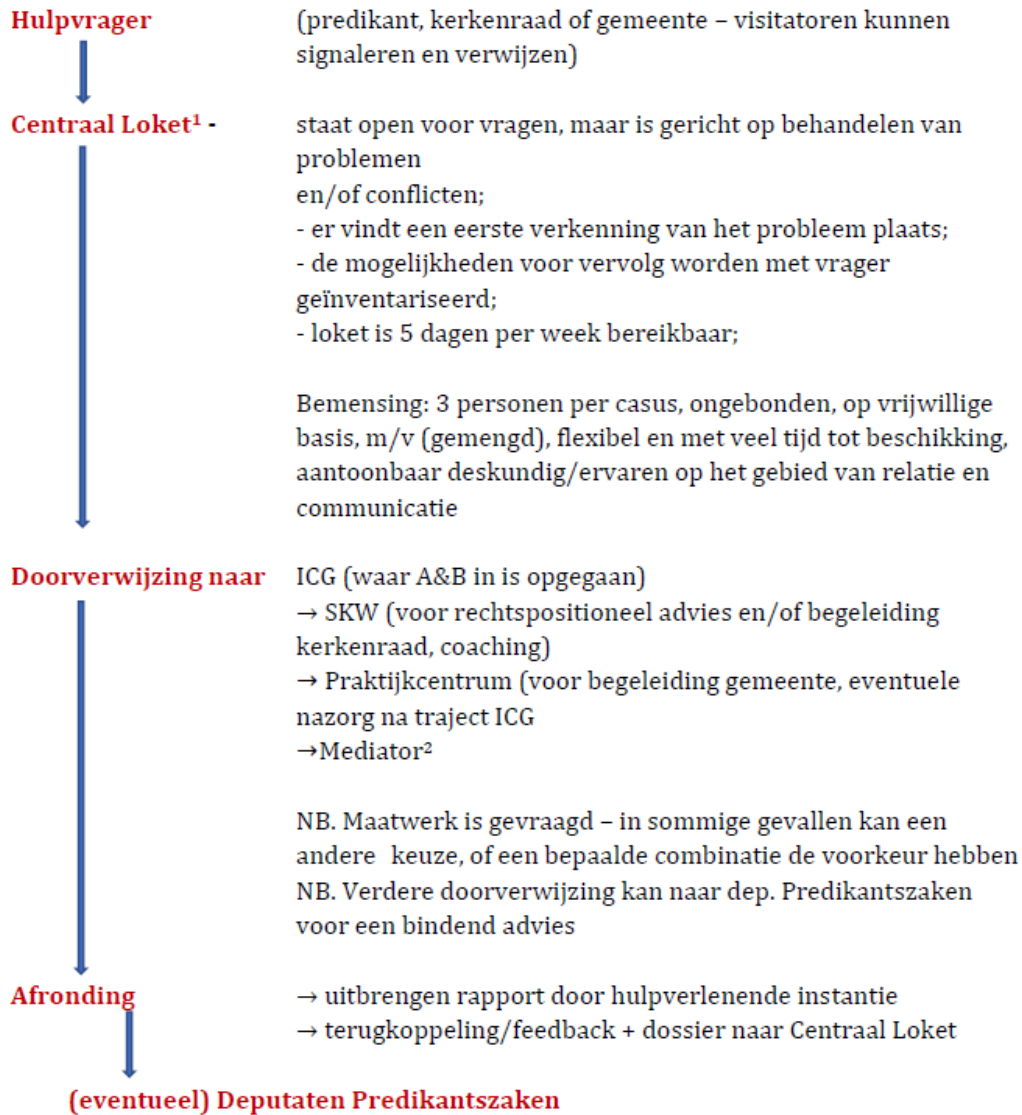 Hulpvrager (predikant, kerkenraad of gemeente – visitatoren kunnen
signaleren en verwijzen)
Centraal Loket¹ - staat open voor vragen, maar is gericht op behandelen van
problemen
en/of conflicten;
- er vindt een eerste verkenning van het probleem plaats;
- de mogelijkheden voor vervolg worden met vrager
geïnventariseerd;
- loket is 5 dagen per week bereikbaar;
Bemensing: 3 personen per casus, ongebonden, op vrijwillige
basis, m/v (gemengd), flexibel en met veel tijd tot beschikking,
aantoonbaar deskundig/ervaren op het gebied van relatie en
communicatie
Doorverwijzing naar ICG (waar A&B in is opgegaan)
→ SKW (voor rechtspositioneel advies en/of begeleiding
kerkenraad, coaching)
→ Praktijkcentrum (voor begeleiding gemeente, eventuele
nazorg na traject ICG
→Mediator²
NB. Maatwerk is gevraagd – in sommige gevallen kan een
andere keuze, of een bepaalde combinatie de voorkeur hebben
NB. Verdere doorverwijzing kan naar dep. Predikantszaken
voor een bindend advies
Afronding → uitbrengen rapport door hulpverlenende instantie
→ terugkoppeling/feedback + dossier naar Centraal Loket
(eventueel) Deputaten Predikantszaken